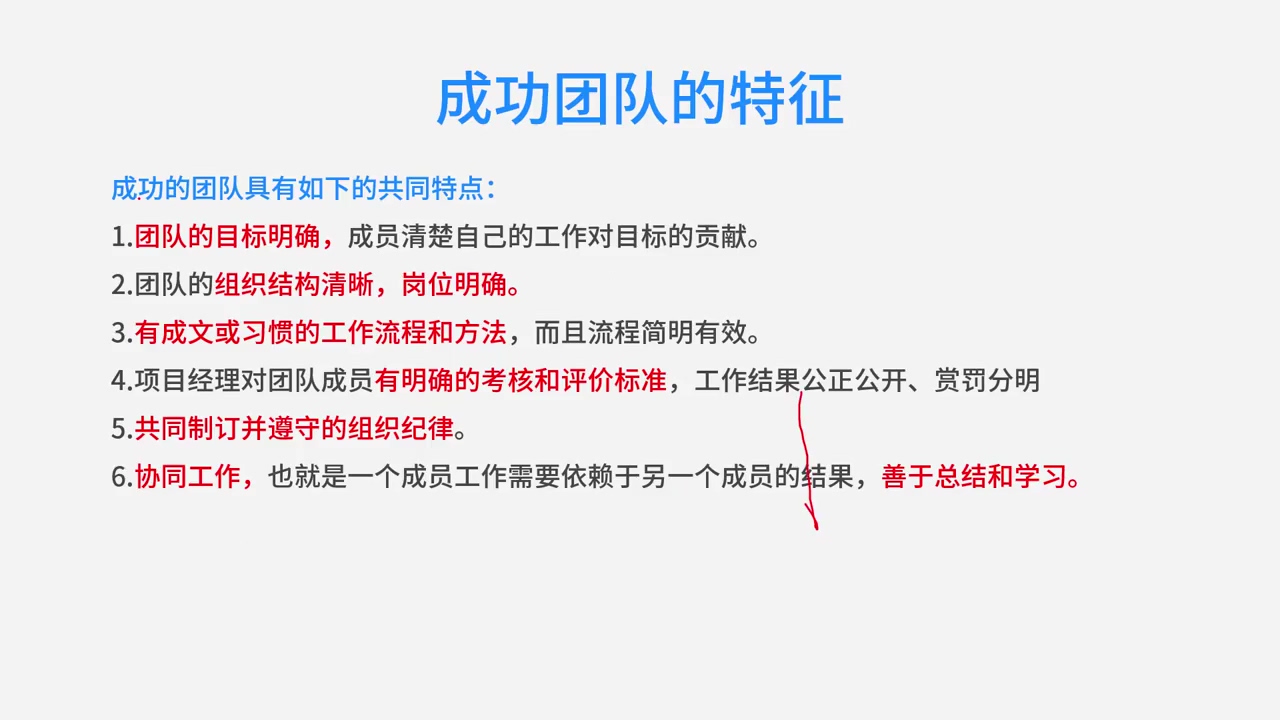 成功团队的特征
成功的团队具有如下的共同特点：
1.团队的目标明确，成员清楚自己的工作对目标的贡献。
2.团队的组织结构清晰，岗位明确。
3.有成文或习惯的工作流程和方法，而且流程简明有效。
4.项目经理对团队成员有明确的考核和评价标准，工作结果公正公开、赏罚分明
5.共同制订并遵守的组织纪律。
6.协同工作，也就是一个成员工作需要依赖于另一个成员的结果，善于总结和学习。